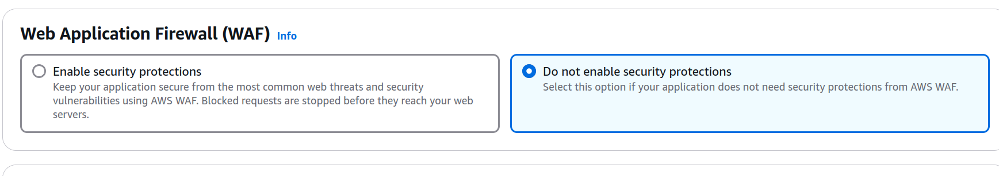 Web Application Firewall (WAF) Info
Enable security protections
Keep your application secure from the most common web threats and security
vulnerabilities using AWS WAF. Blocked requests are stopped before they reach your web
servers.
Do not enable security protections
Select this option if your application does not need security protections from AWS WAF.